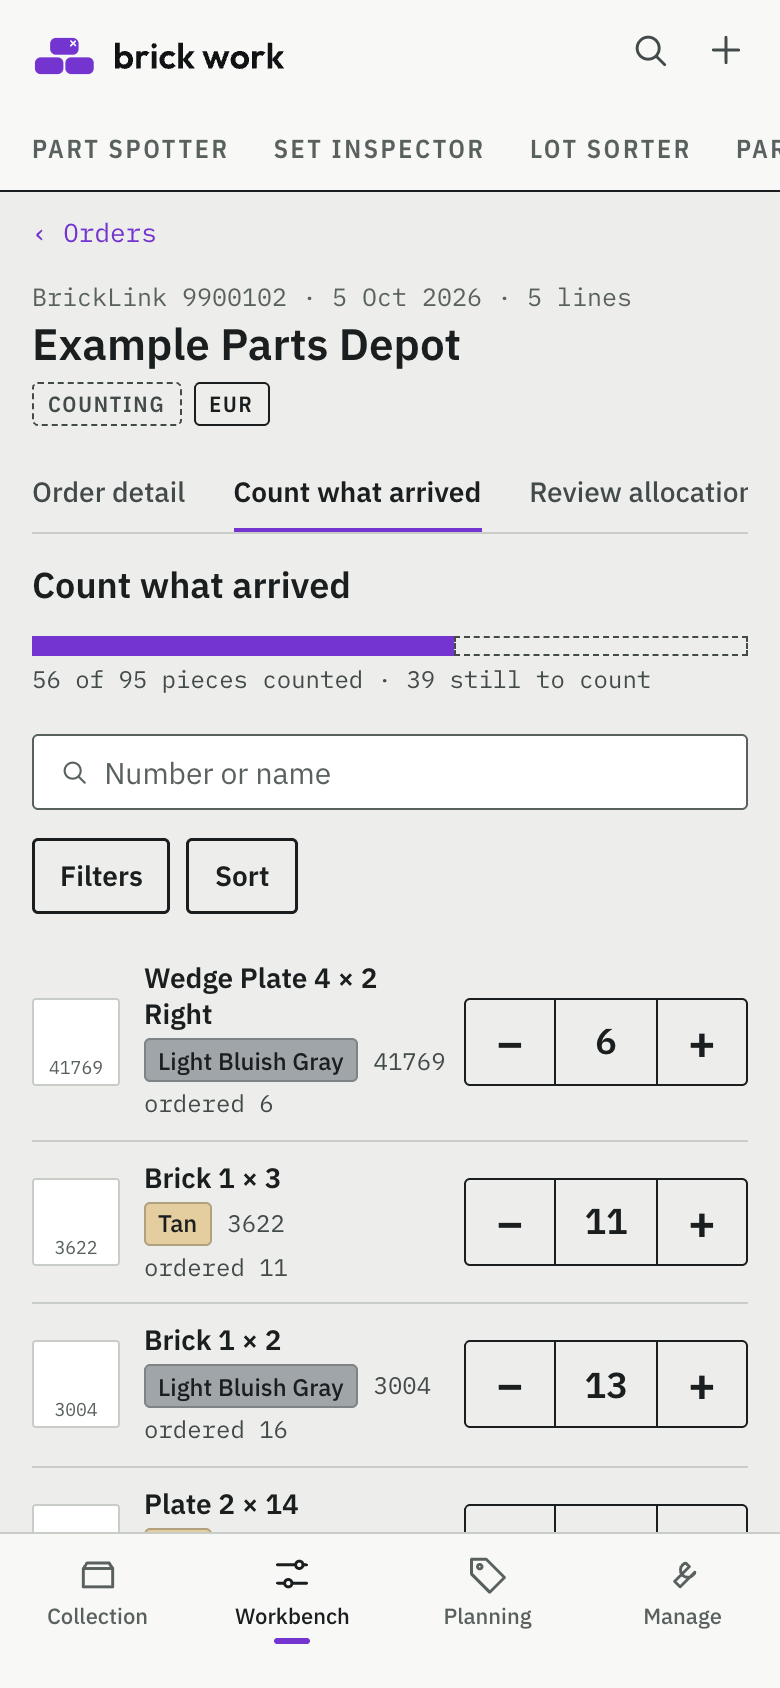 brick work
PART SPOTTER SET INSPECTOR LOT SORTER PAR
‹ Orders
BrickLink 9900102 · 5 Oct 2026 · 5 lines
Example Parts Depot
COUNTING EUR
Order detail Count what arrived Review allocation
Count what arrived
56 of 95 pieces counted · 39 still to count
Number or name
Filters Sort
Wedge Plate 4 × 2
Right
41769 Light Bluish Gray 41769 − 6 +
ordered 6
Brick 1 × 3
Tan 3622 − 11 +
3622
ordered 11
Brick 1 × 2
Light Bluish Gray 3004 − 13 +
3004
ordered 16
Plate 2 × 14
Collection Workbench Planning Manage